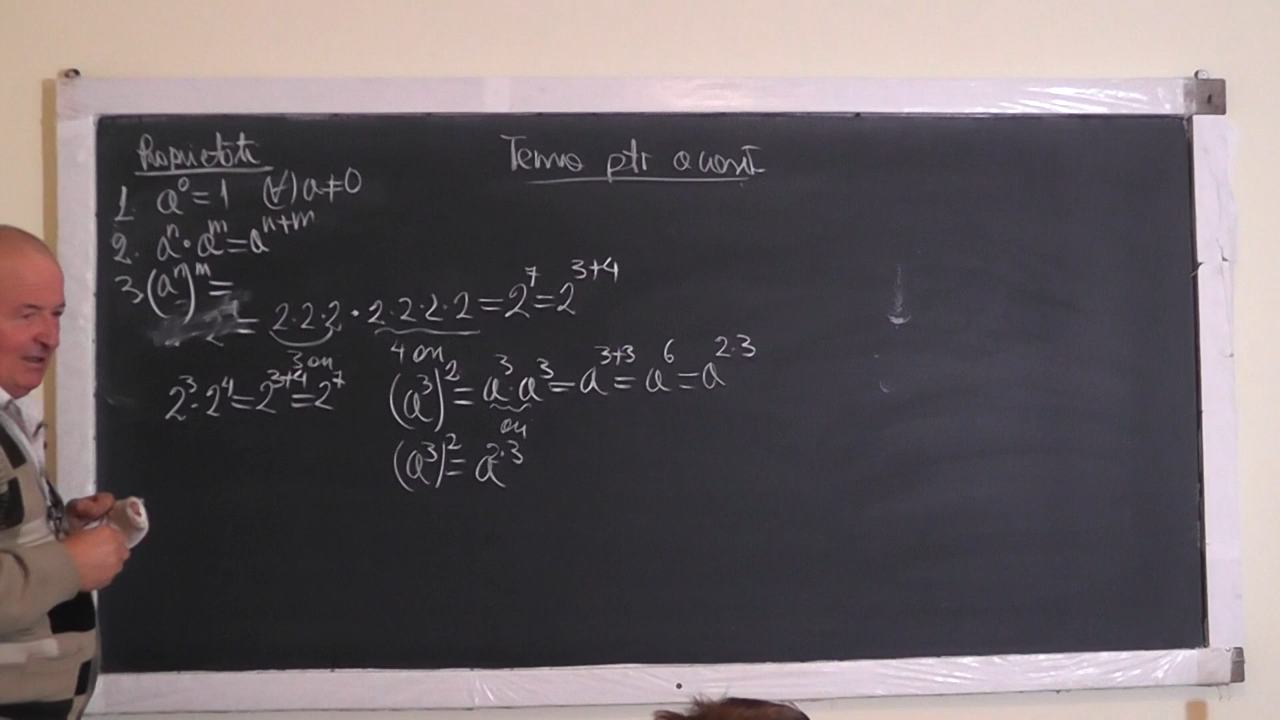 Proprietăți
Tema ptr acasă
1. a⁰ = 1 (∀) a ≠ 0
2. aⁿ · aᵐ = aⁿ⁺ᵐ
3. (aⁿ)ᵐ =
= 2·2·2 · 2·2·2·2 = 2⁷ = 2³⁺⁴
3 ori 4 ori
2³ · 2⁴ = 2³⁺⁴ = 2⁷
(a³)² = a³ · a³ = a³⁺³ = a⁶ = a²·³
ori
(a³)² = a²·³